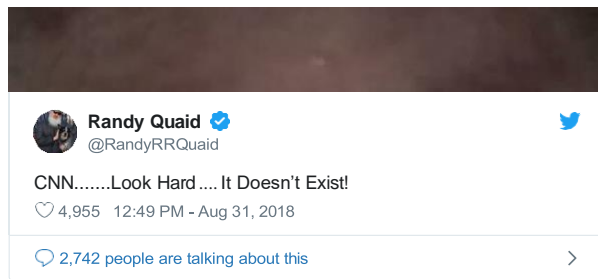 Randy Quaid
@RandyRRQuaid
CNN.......Look Hard .... It Doesn't Exist!
4,955 12:49 PM - Aug 31, 2018
2,742 people are talking about this